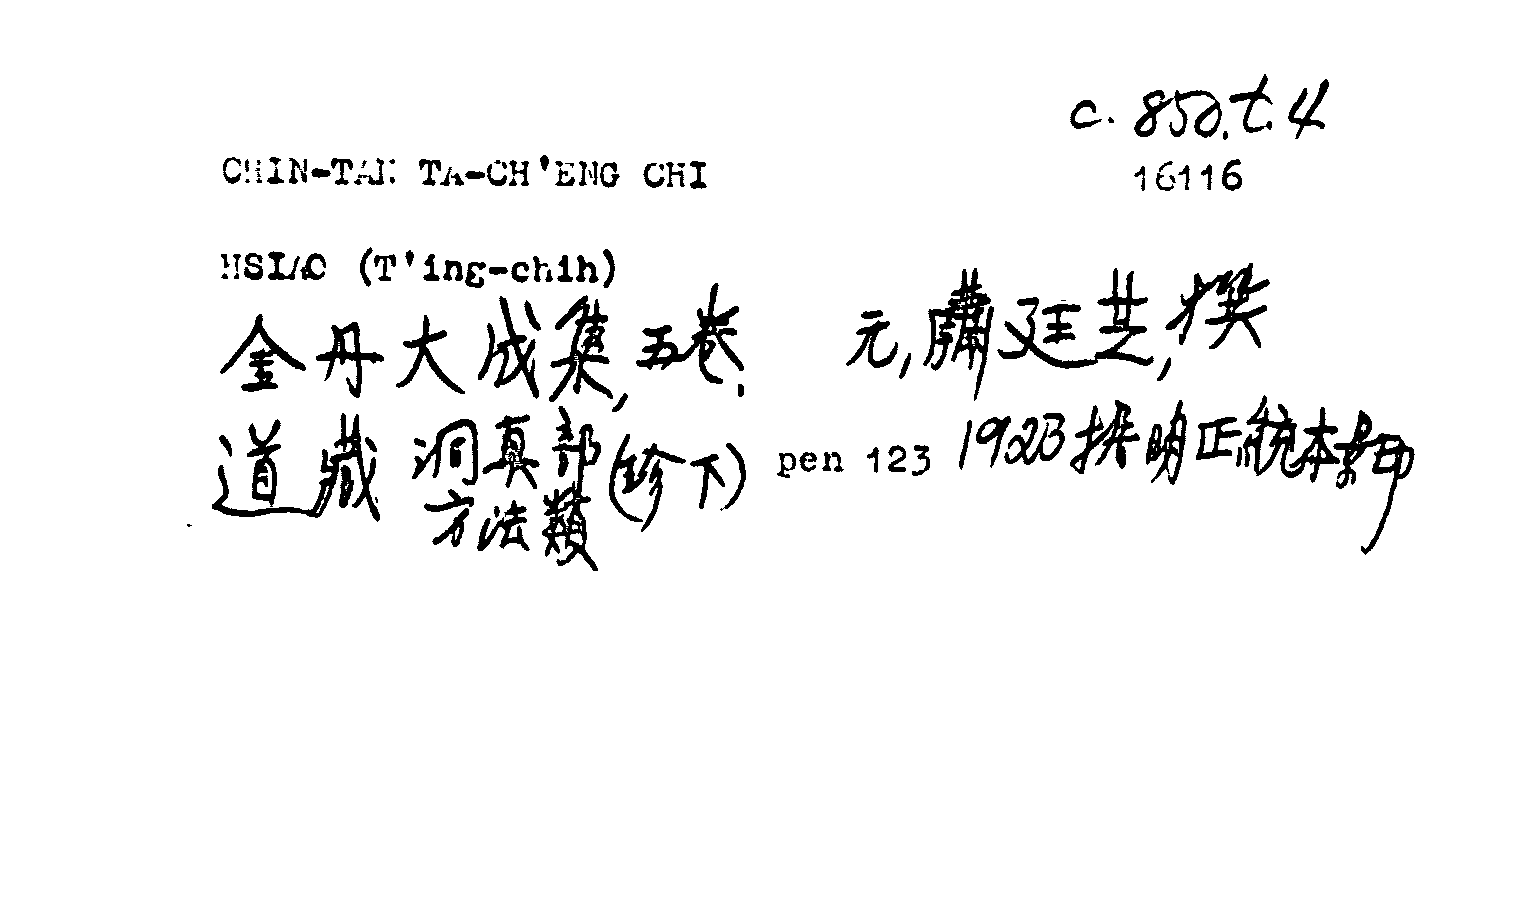 c. 850.t.4
CHIN-TAN TA-CH'ENG CHI
16116
HSIAO (T'ing-chih)
金丹大成集,五卷. 元,蕭廷芝,撰
道藏 洞真部 (珍下) pen 123 1923 据明正統本景印
方法類